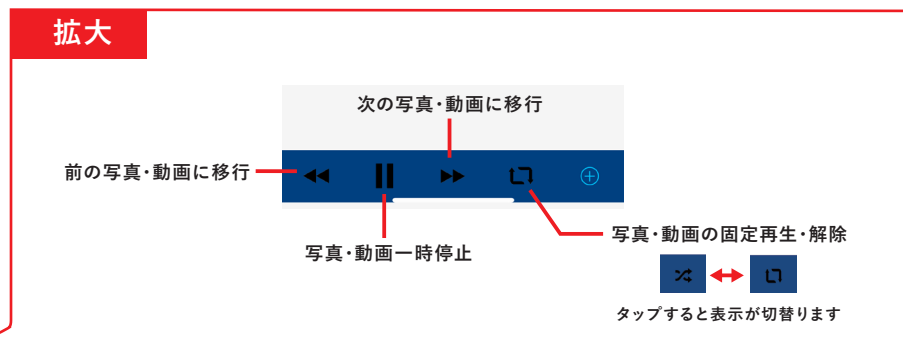 拡大
次の写真・動画に移行
前の写真・動画に移行
写真・動画一時停止
写真・動画の固定再生・解除
タップすると表示が切替ります